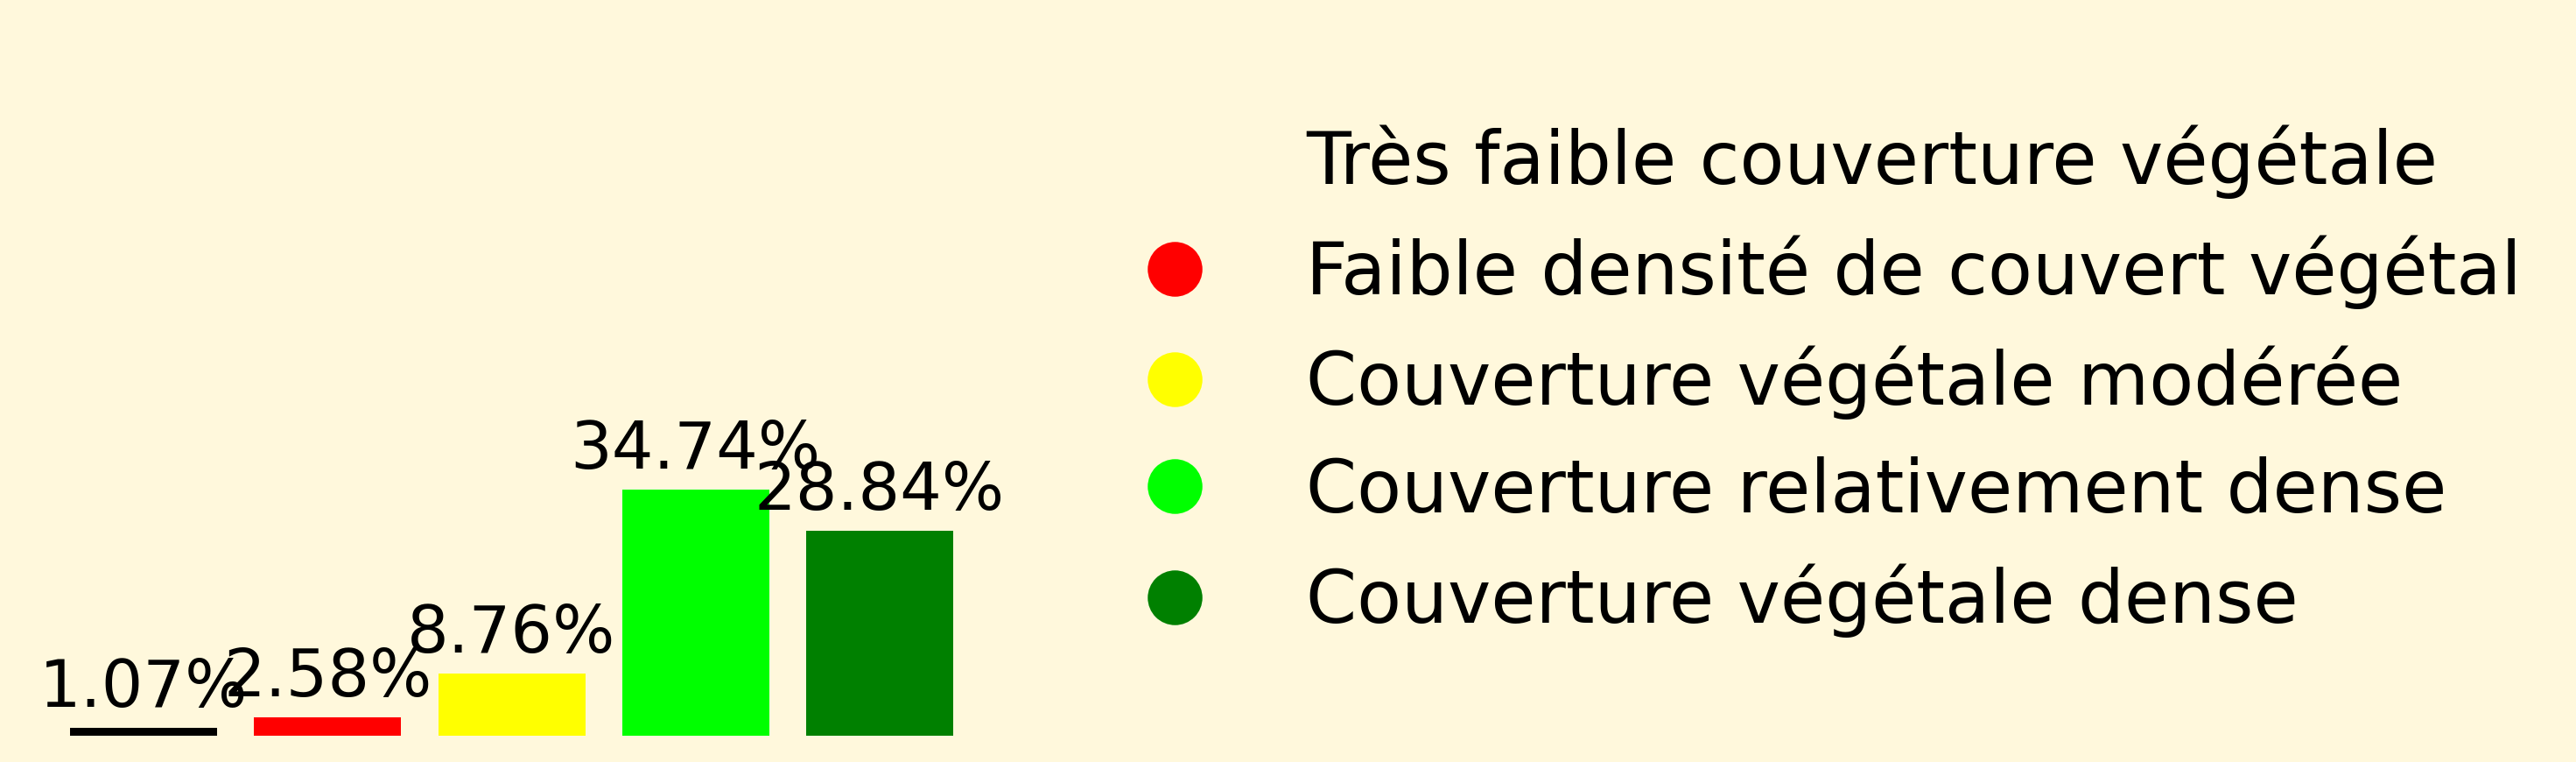 1.07%
2.58%
8.76%
34.74%
28.84%
Très faible couverture végétale
Faible densité de couvert végétal
Couverture végétale modérée
Couverture relativement dense
Couverture végétale dense